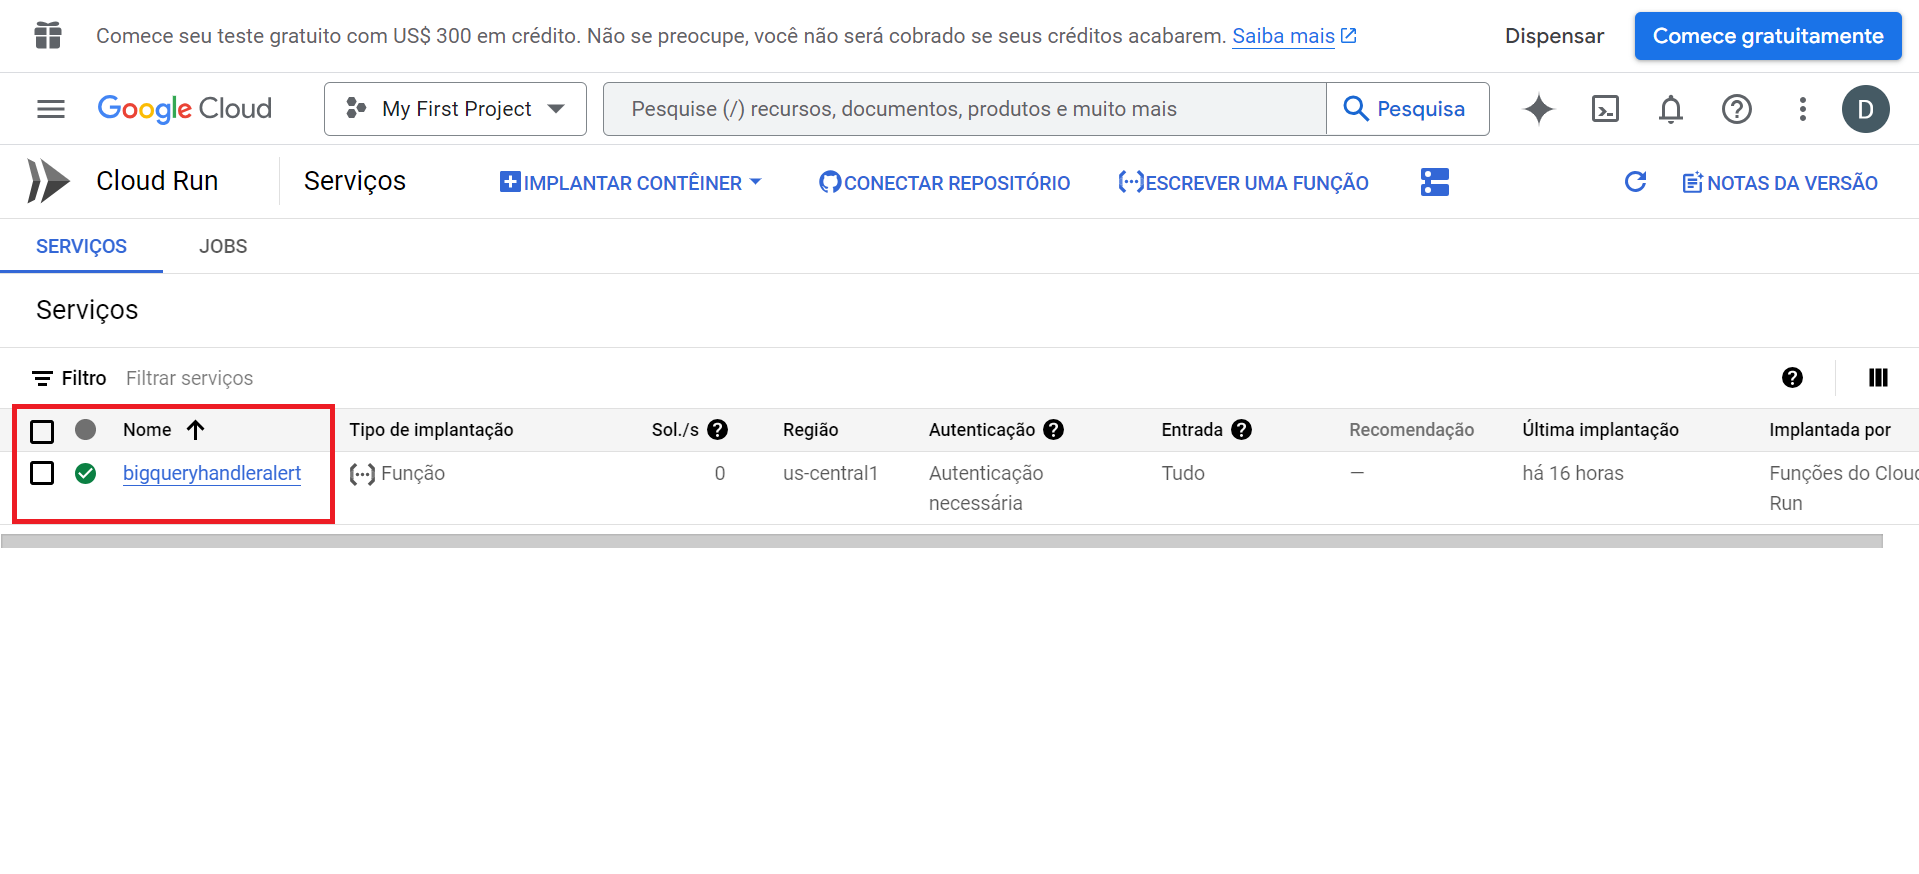 Comece seu teste gratuito com US$ 300 em crédito. Não se preocupe, você não será cobrado se seus créditos acabarem. Saiba mais
Dispensar
Comece gratuitamente
Google Cloud
My First Project
Pesquise (/) recursos, documentos, produtos e muito mais
Pesquisa
D
Cloud Run
Serviços
IMPLANTAR CONTÊINER
CONECTAR REPOSITÓRIO
ESCREVER UMA FUNÇÃO
NOTAS DA VERSÃO
SERVIÇOS
JOBS
Serviços
Filtro
Filtrar serviços
Nome
Tipo de implantação
Sol./s
Região
Autenticação
Entrada
Recomendação
Última implantação
Implantada por
bigqueryhandleralert
Função
0
us-central1
Autenticação
necessária
Tudo
—
há 16 horas
Funções do Cloud
Run